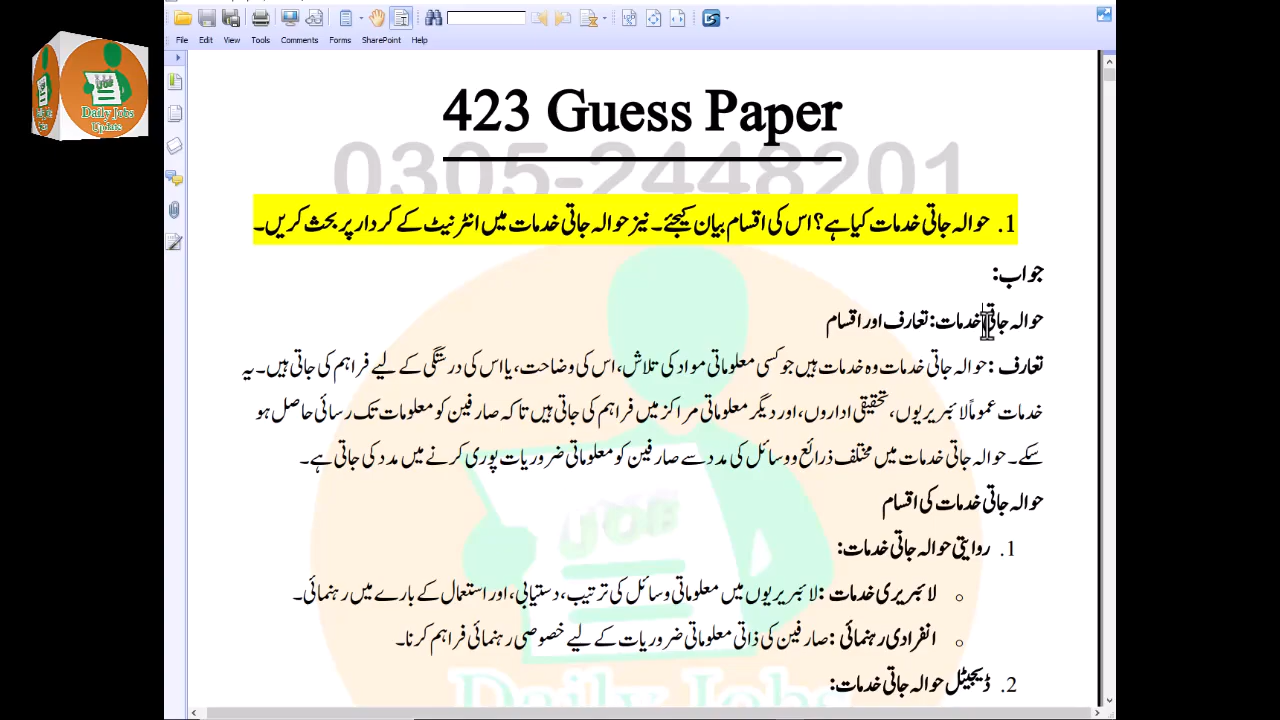 File Edit View Tools Comments Forms SharePoint Help
JOB
Daily Jobs
Update
423 Guess Paper
0305-2448201
1. حوالہ جاتی خدمات کیا ہے؟ اس کی اقسام بیان کیجئے۔ نیز حوالہ جاتی خدمات میں انٹرنیٹ کے کردار پر بحث کریں۔
جواب:
حوالہ جاتی خدمات: تعارف اور اقسام
تعارف: حوالہ جاتی خدمات وہ خدمات ہیں جو کسی معلوماتی مواد کی تلاش، اس کی وضاحت، یا اس کی درستگی کے لیے فراہم کی جاتی ہیں۔ یہ
خدمات عموماً لائبریریوں، تحقیقی اداروں، اور دیگر معلوماتی مراکز میں فراہم کی جاتی ہیں تاکہ صارفین کو معلومات تک رسائی حاصل ہو
سکے۔ حوالہ جاتی خدمات میں مختلف ذرائع و وسائل کی مدد سے صارفین کو معلوماتی ضروریات پوری کرنے میں مدد کی جاتی ہے۔
حوالہ جاتی خدمات کی اقسام
1. روایتی حوالہ جاتی خدمات:
o لائبریری خدمات: لائبریریوں میں معلوماتی وسائل کی ترتیب، دستیابی، اور استعمال کے بارے میں رہنمائی۔
o انفرادی رہنمائی: صارفین کی ذاتی معلوماتی ضروریات کے لیے خصوصی رہنمائی فراہم کرنا۔
2. ڈیجیٹل حوالہ جاتی خدمات:
JOB
Daily Jobs